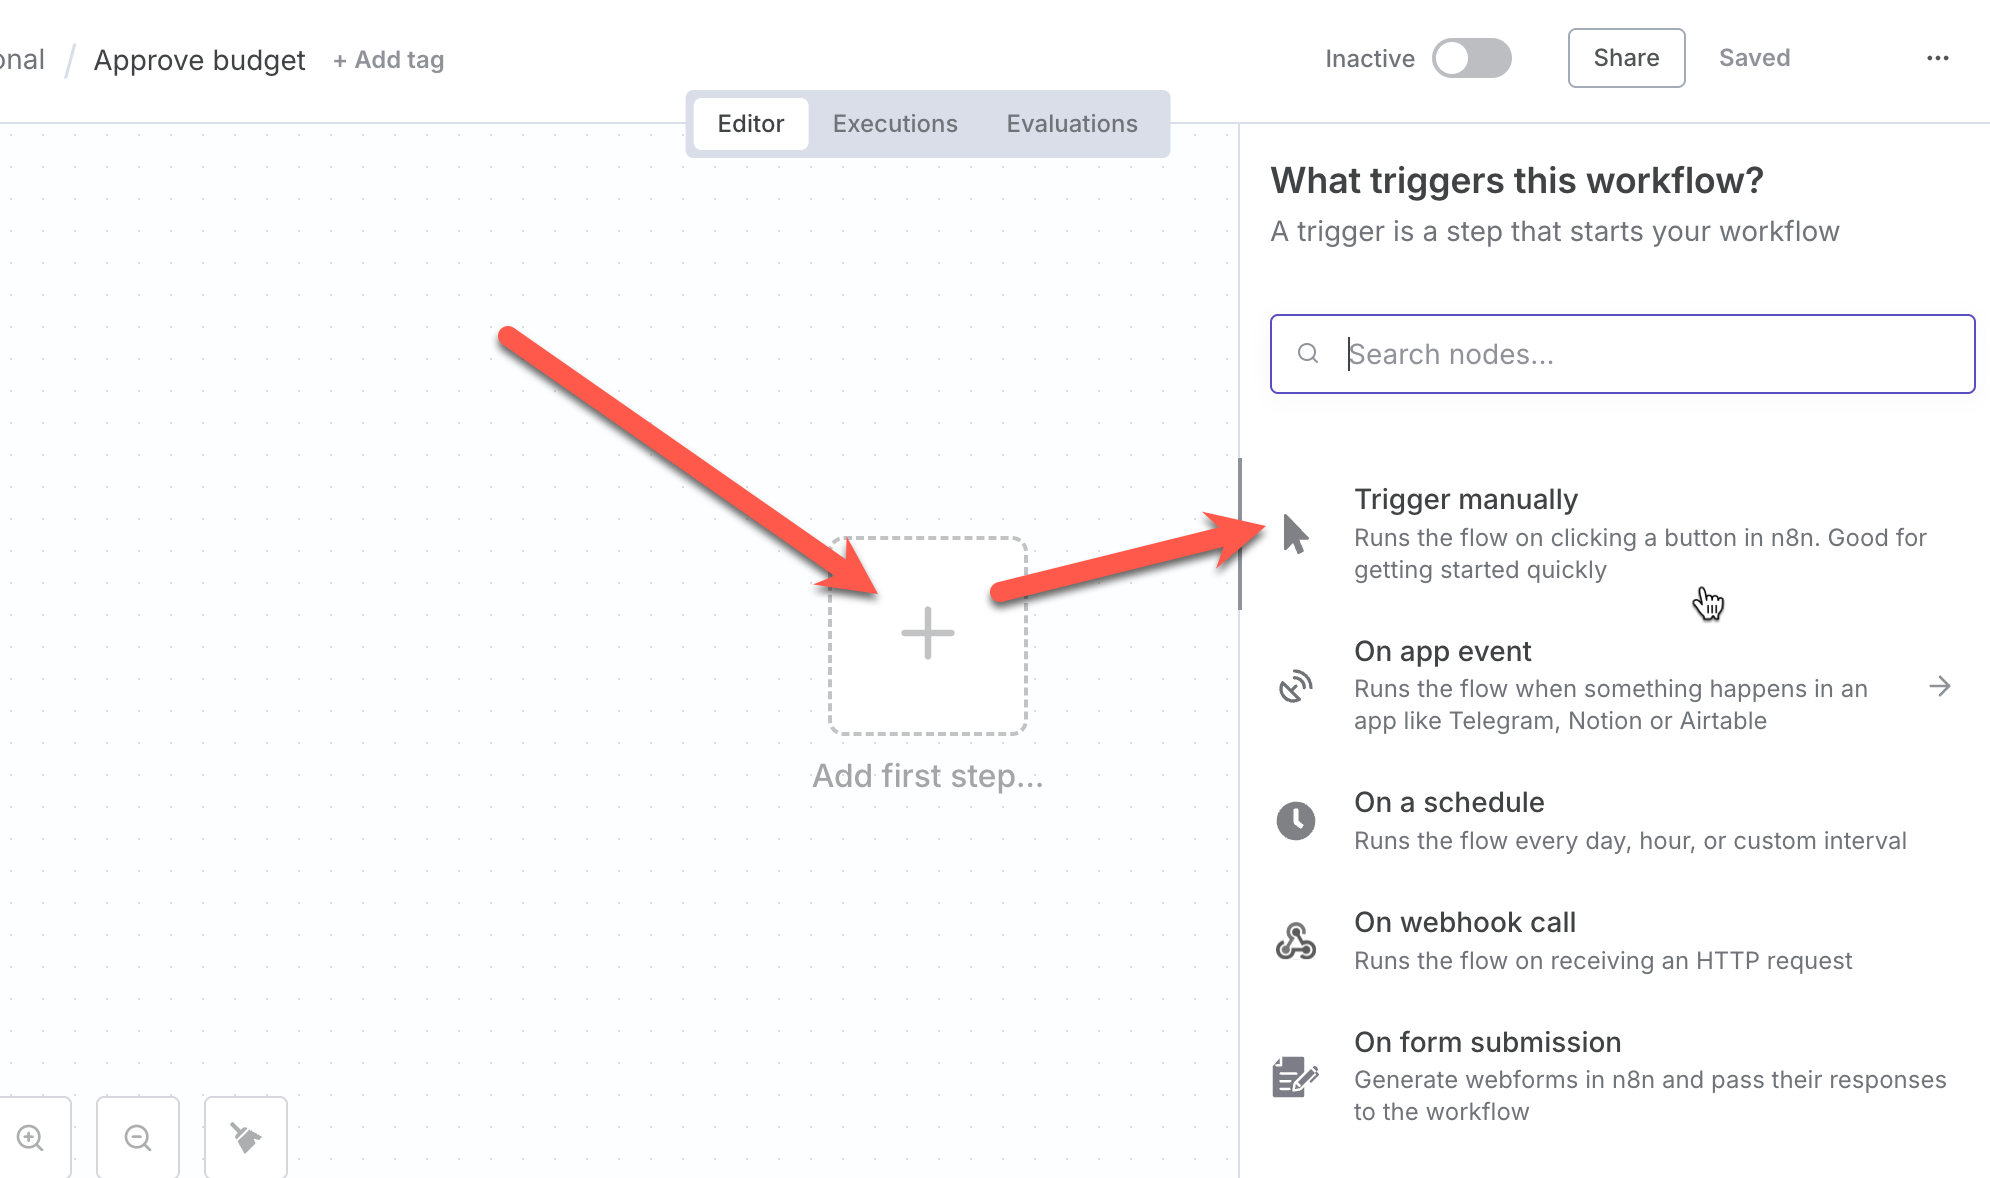 onal / Approve budget + Add tag
Inactive Share Saved ...
Editor Executions Evaluations
What triggers this workflow?
A trigger is a step that starts your workflow
Search nodes...
Trigger manually
Runs the flow on clicking a button in n8n. Good for
getting started quickly
On app event
Runs the flow when something happens in an
app like Telegram, Notion or Airtable
Add first step...
On a schedule
Runs the flow every day, hour, or custom interval
On webhook call
Runs the flow on receiving an HTTP request
On form submission
Generate webforms in n8n and pass their responses
to the workflow